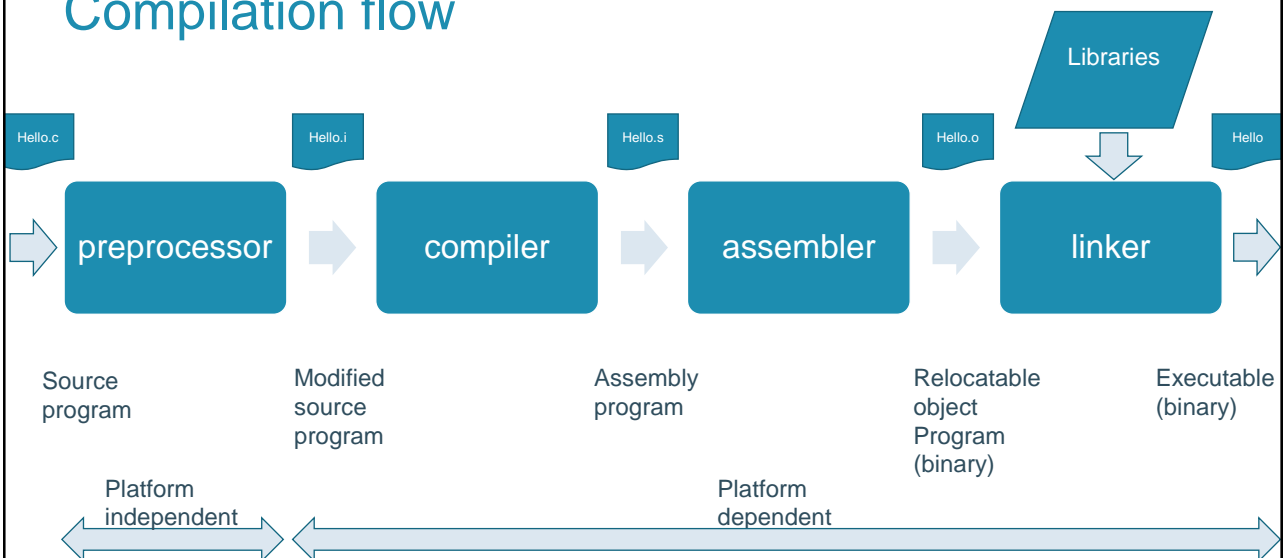 Compilation flow
Libraries
Hello.c
Hello.i
Hello.s
Hello.o
Hello
preprocessor
compiler
assembler
linker
Source
program
Modified
source
program
Assembly
program
Relocatable
object
Program
(binary)
Executable
(binary)
Platform
independent
Platform
dependent